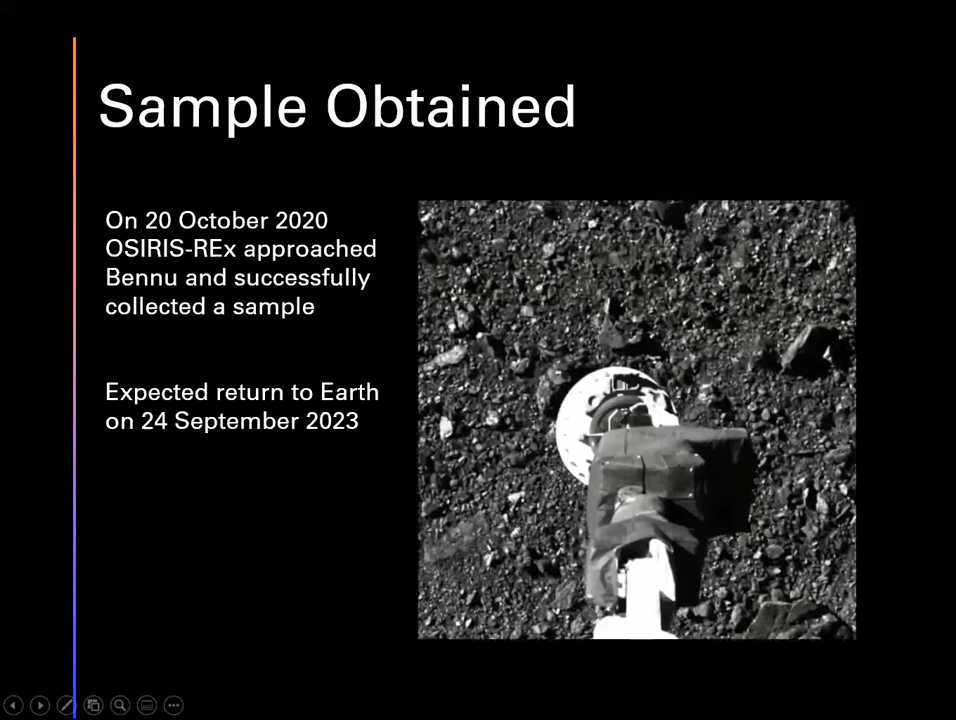 Sample Obtained
On 20 October 2020
OSIRIS-REx approached
Bennu and successfully
collected a sample
Expected return to Earth
on 24 September 2023